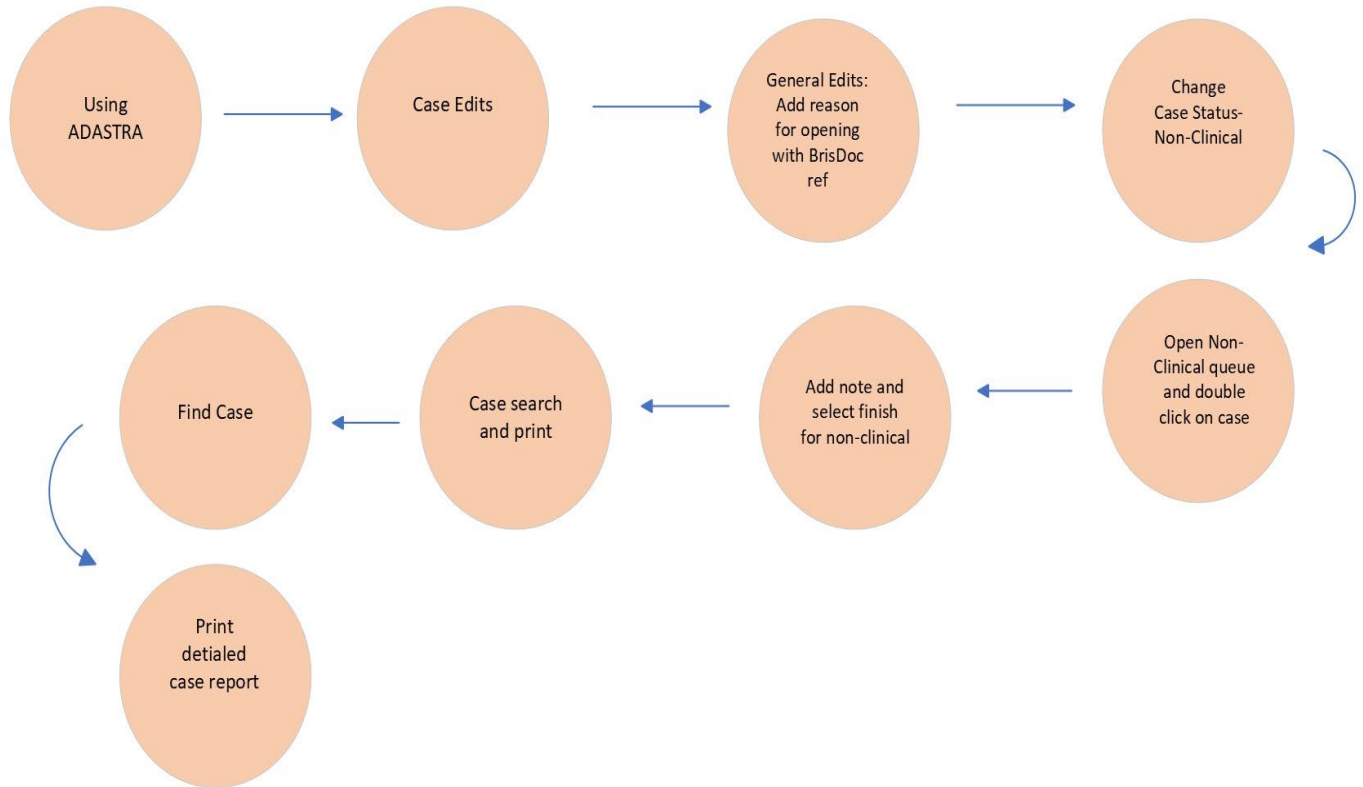 Using
ADASTRA
Case Edits
General Edits:
Add reason
for opening
with BrisDoc
ref
Change
Case Status-
Non-Clinical
Open Non-
Clinical queue
and double
click on case
Add note and
select finish
for non-clinical
Case search
and print
Find Case
Print
detialed
case report